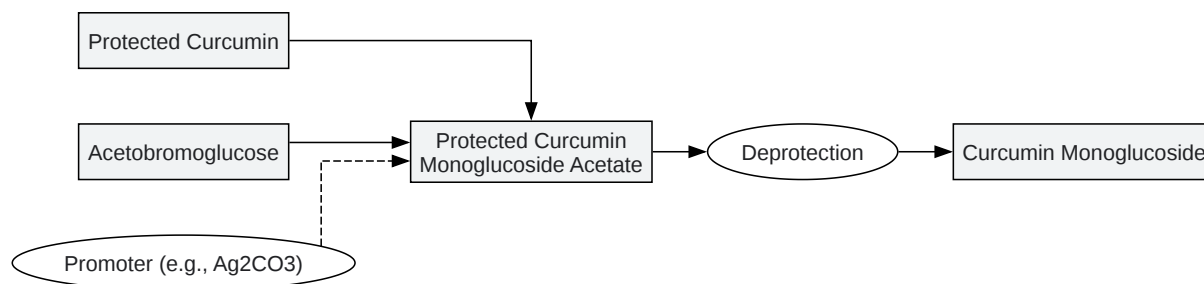 Protected Curcumin
Acetobromoglucose
Protected Curcumin
Monoglucoside Acetate
Deprotection
Curcumin Monoglucoside
Promoter (e.g., Ag2CO3)